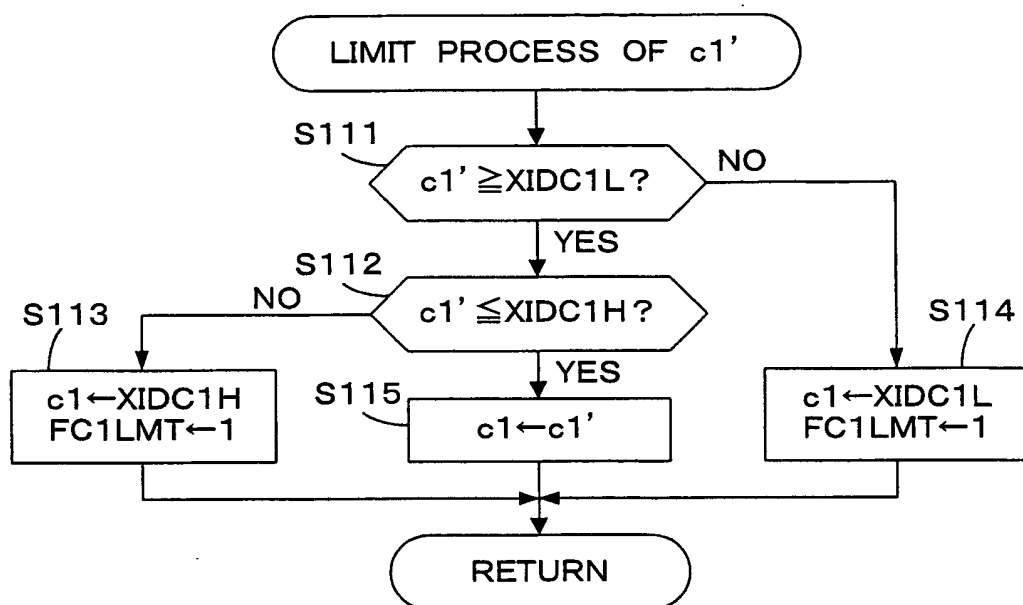 LIMIT PROCESS OF c1'
S111
c1' ≧XIDC1L?
NO
YES
S112
c1' ≦XIDC1H?
NO
S113
c1←XIDC1H
FC1LMT←1
YES
S115
c1←c1'
S114
c1←XIDC1L
FC1LMT←1
RETURN